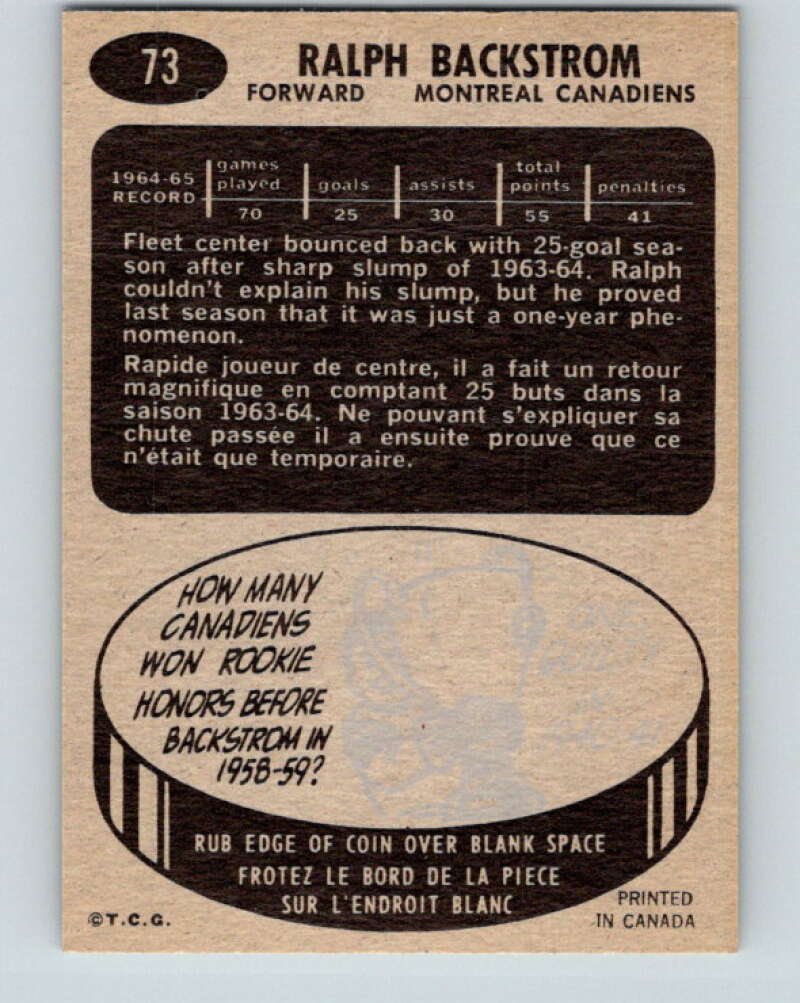 73
RALPH BACKSTROM
FORWARD MONTREAL CANADIENS
1964-65 RECORD
games played goals assists total points penalties
70 25 30 55 41
Fleet center bounced back with 25-goal sea-
son after sharp slump of 1963-64. Ralph
couldn't explain his slump, but he proved
last season that it was just a one-year phe-
nomenon.
Rapide joueur de centre, il a fait un retour
magnifique en comptant 25 buts dans la
saison 1963-64. Ne pouvant s'expliquer sa
chute passée il a ensuite prouvé que ce
n'était que temporaire.
HOW MANY
CANADIENS
WON ROOKIE
HONORS BEFORE
BACKSTROM IN
1958-59?
RUB EDGE OF COIN OVER BLANK SPACE
FROTEZ LE BORD DE LA PIECE
SUR L'ENDROIT BLANC
©T.C.G.
PRINTED
IN CANADA